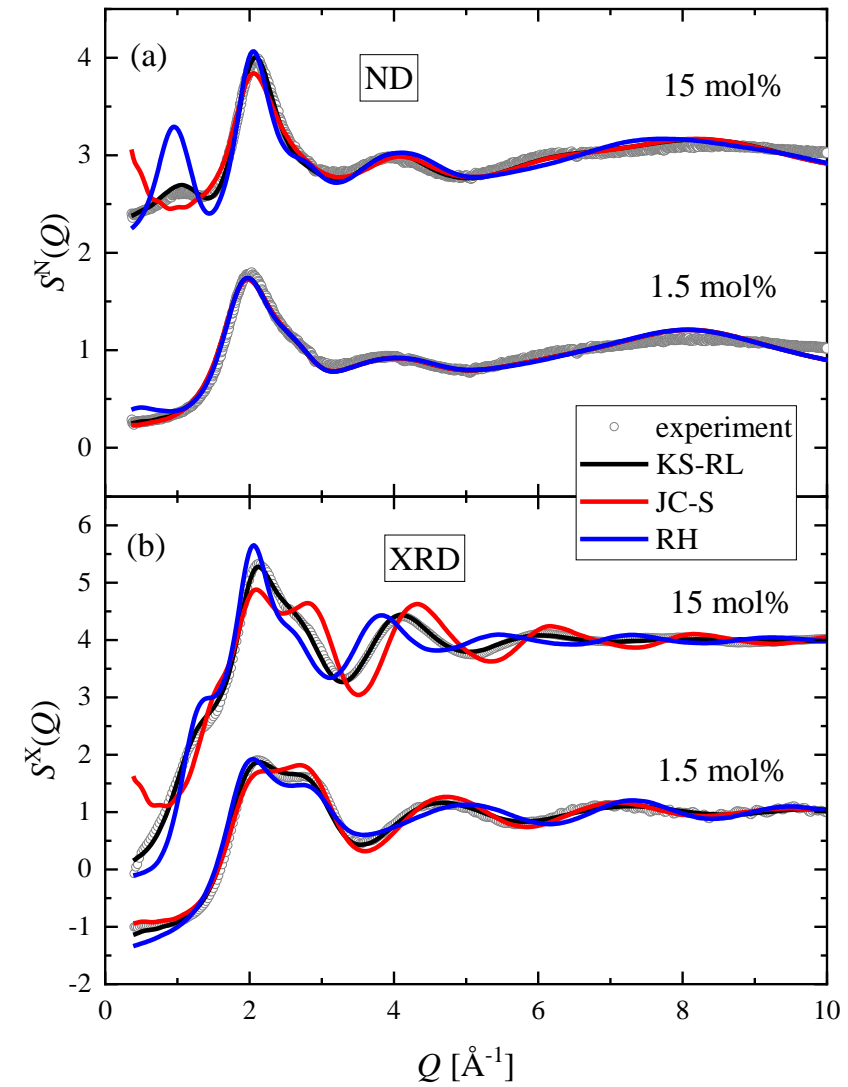 (a)
ND
15 mol%
1.5 mol%
4
3
2
1
0
S^N(Q)
experiment
KS-RL
JC-S
RH
(b)
XRD
15 mol%
1.5 mol%
6
5
4
3
2
1
0
-1
-2
S^X(Q)
0 2 4 6 8 10
Q [Å^-1]